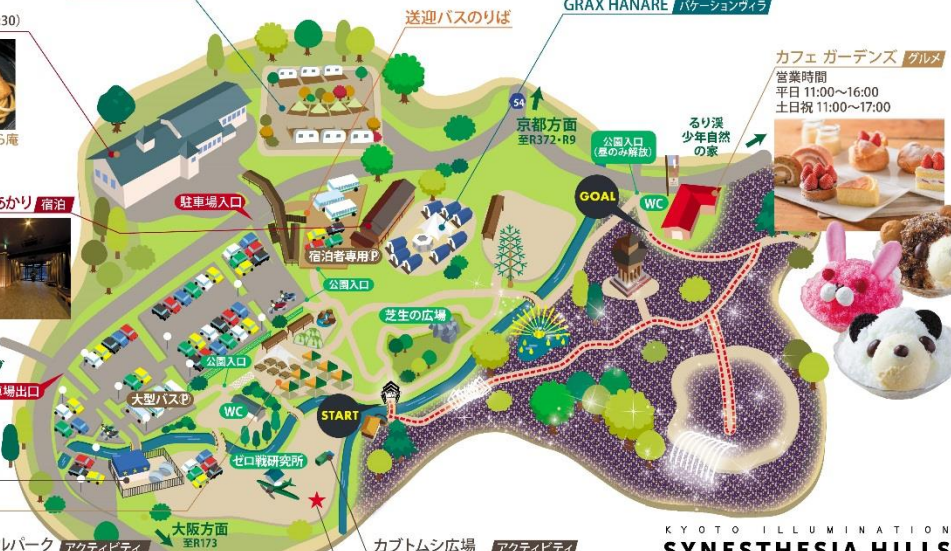 :30)
送迎バスのりば
GRAX HANARE バケーションヴィラ
カフェ ガーデンズ グルメ
営業時間
平日 11:00〜16:00
土日祝 11:00〜17:00
54
京都方面
至R372・R9
公園入口
(昼のみ解放)
るり渓
少年自然
の家
GOAL
WC
駐車場入口
あかり 宿泊
宿泊者専用P
公園入口
芝生の広場
公園入口
車場出口
大型バスP
WC
START
ゼロ戦研究所
大阪方面
至R173
ルパーク アクティビティ
カブトムシ広場 アクティビティ
KYOTO ILLUMINATION
SYNESTHESIA HILLS